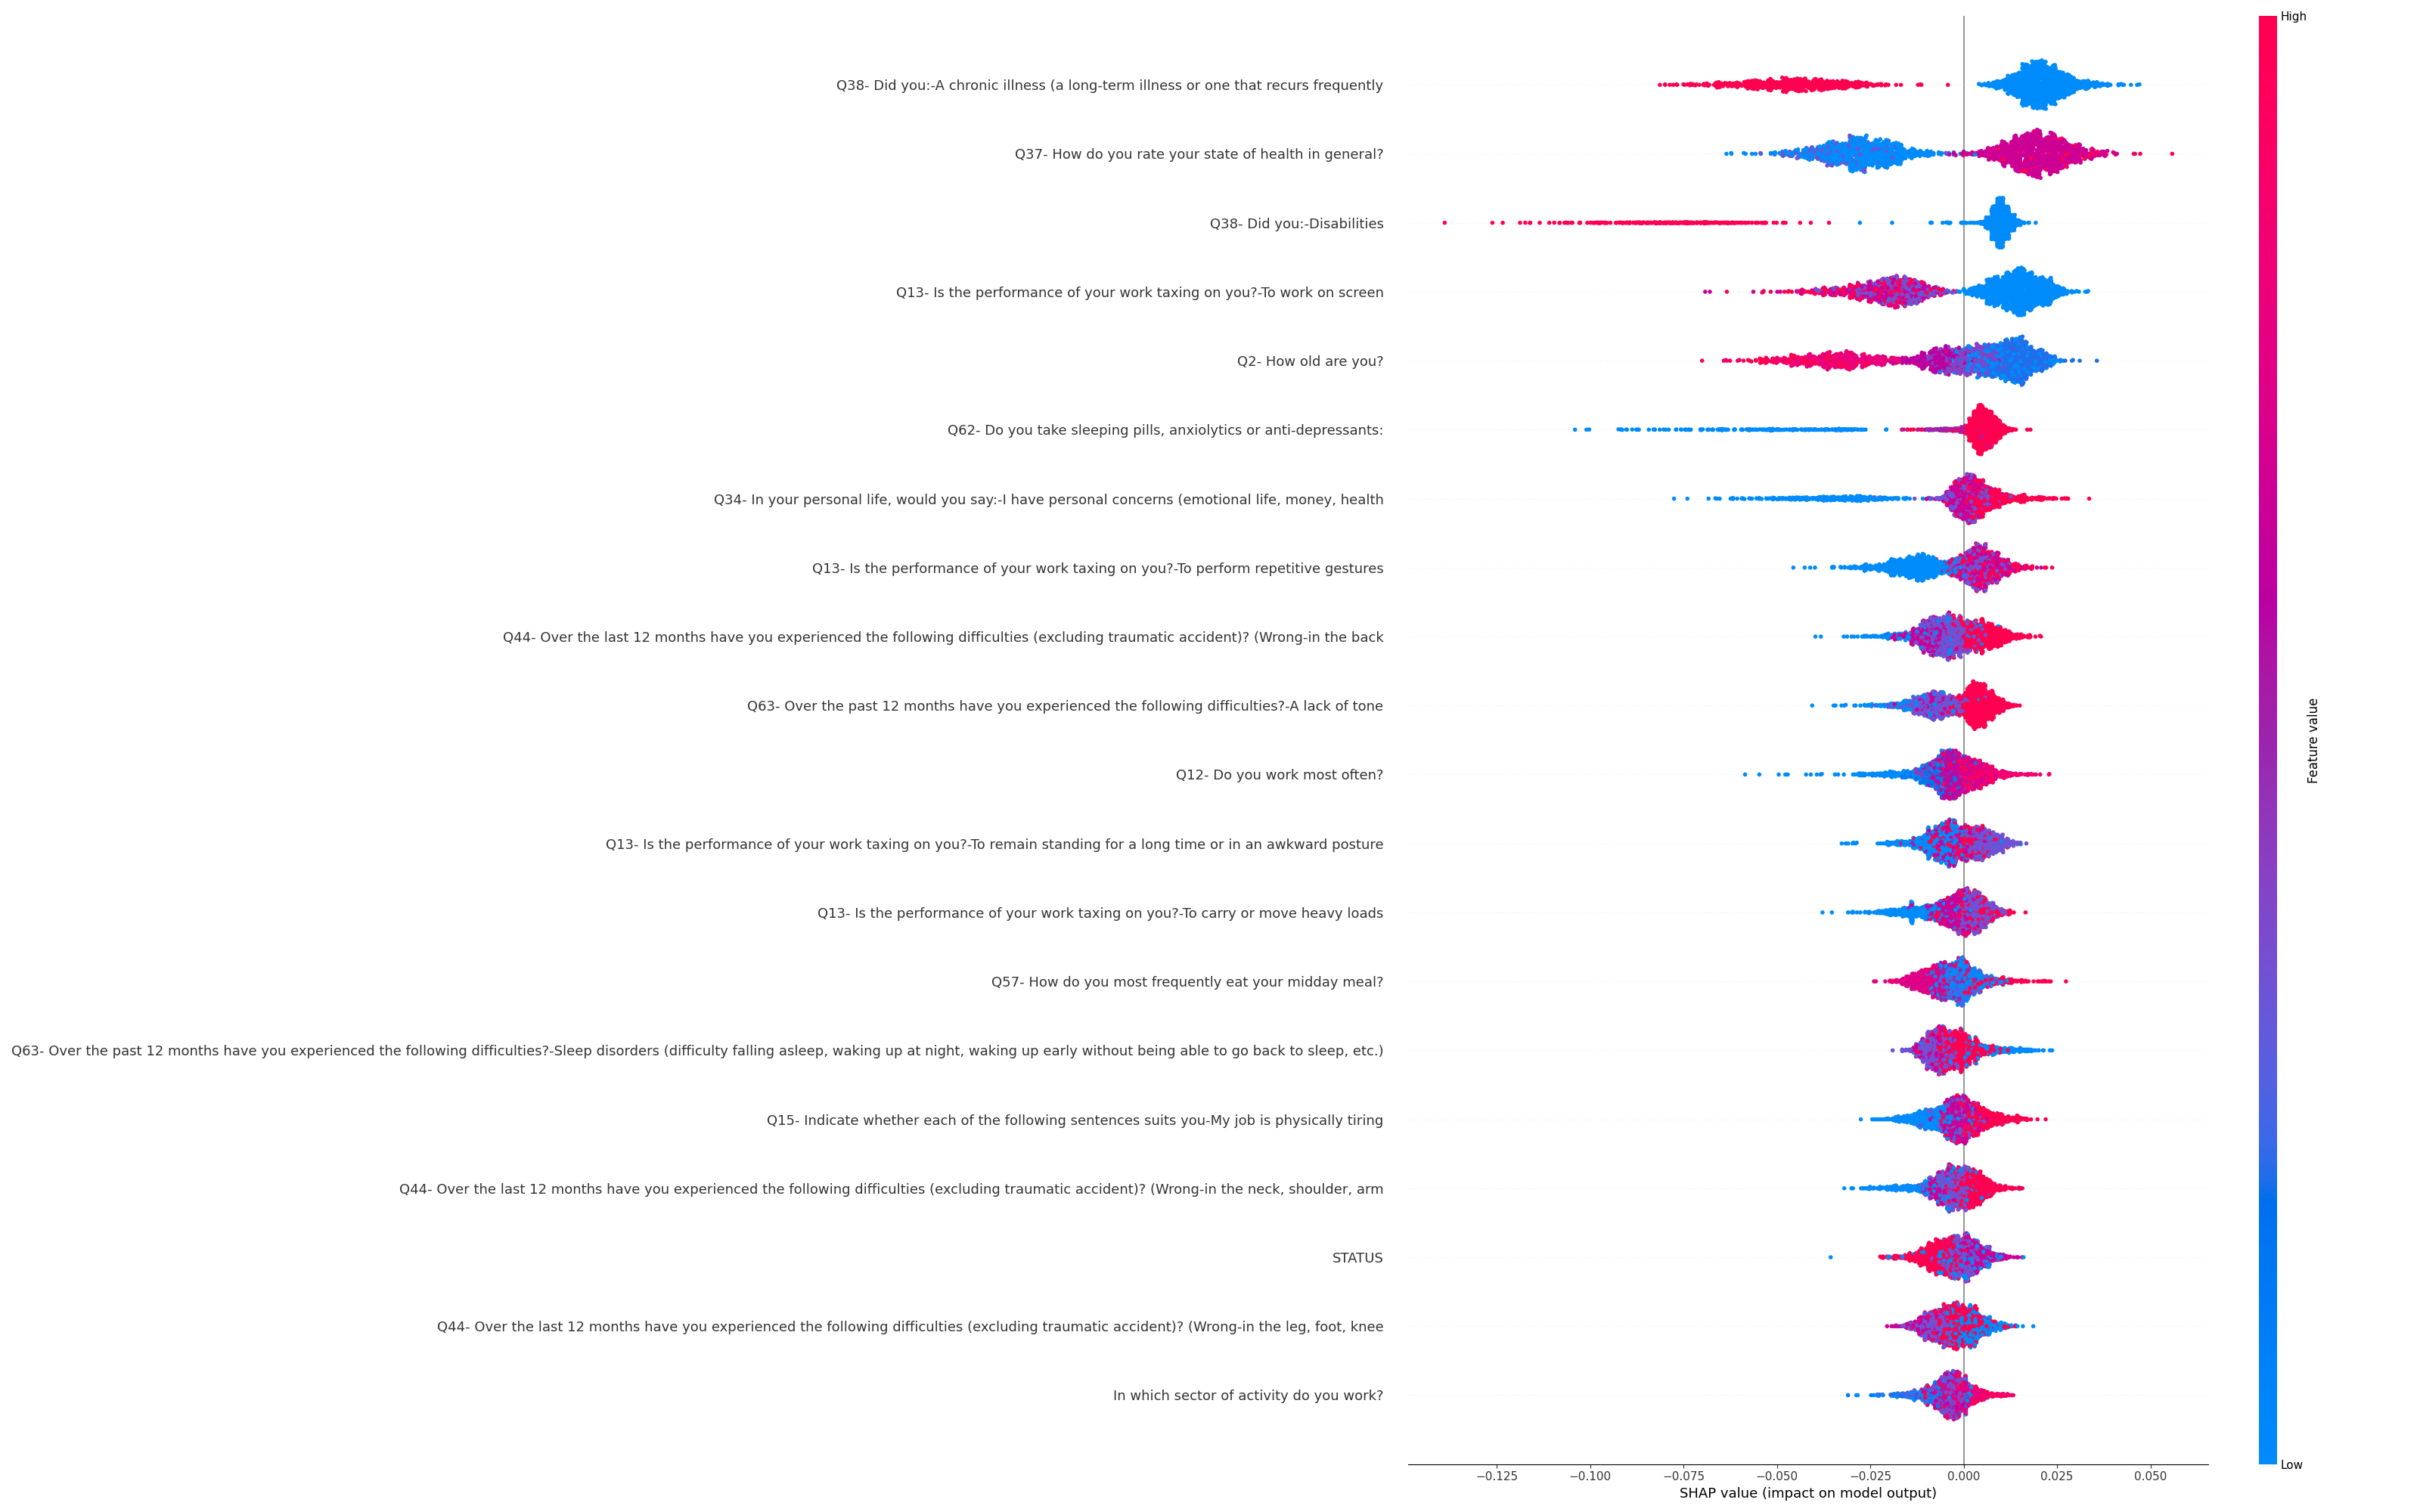 High
Q38- Did you:-A chronic illness (a long-term illness or one that recurs frequently
Q37- How do you rate your state of health in general?
Q38- Did you:-Disabilities
Q13- Is the performance of your work taxing on you?-To work on screen
Q2- How old are you?
Q62- Do you take sleeping pills, anxiolytics or anti-depressants:
Q34- In your personal life, would you say:-I have personal concerns (emotional life, money, health
Q13- Is the performance of your work taxing on you?-To perform repetitive gestures
Q44- Over the last 12 months have you experienced the following difficulties (excluding traumatic accident)? (Wrong-in the back
Q63- Over the past 12 months have you experienced the following difficulties?-A lack of tone
Feature value
Q12- Do you work most often?
Q13- Is the performance of your work taxing on you?-To remain standing for a long time or in an awkward posture
Q13- Is the performance of your work taxing on you?-To carry or move heavy loads
Q57- How do you most frequently eat your midday meal?
Q63- Over the past 12 months have you experienced the following difficulties?-Sleep disorders (difficulty falling asleep, waking up at night, waking up early without being able to go back to sleep, etc.)
Q15- Indicate whether each of the following sentences suits you-My job is physically tiring
Q44- Over the last 12 months have you experienced the following difficulties (excluding traumatic accident)? (Wrong-in the neck, shoulder, arm
STATUS
Q44- Over the last 12 months have you experienced the following difficulties (excluding traumatic accident)? (Wrong-in the leg, foot, knee
In which sector of activity do you work?
Low
−0.125 −0.100 −0.075 −0.050 −0.025 0.000 0.025 0.050
SHAP value (impact on model output)